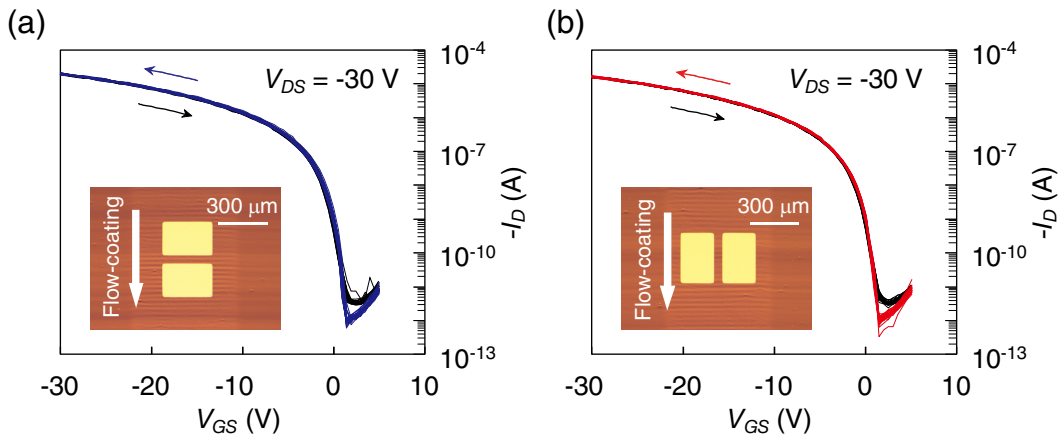 (a)
V_DS = -30 V
300 μm
Flow-coating
-30
-20
-10
0
10
V_GS (V)
10^-4
10^-7
10^-10
10^-13
-I_D (A)
(b)
V_DS = -30 V
300 μm
Flow-coating
-30
-20
-10
0
10
V_GS (V)
10^-4
10^-7
10^-10
10^-13
-I_D (A)